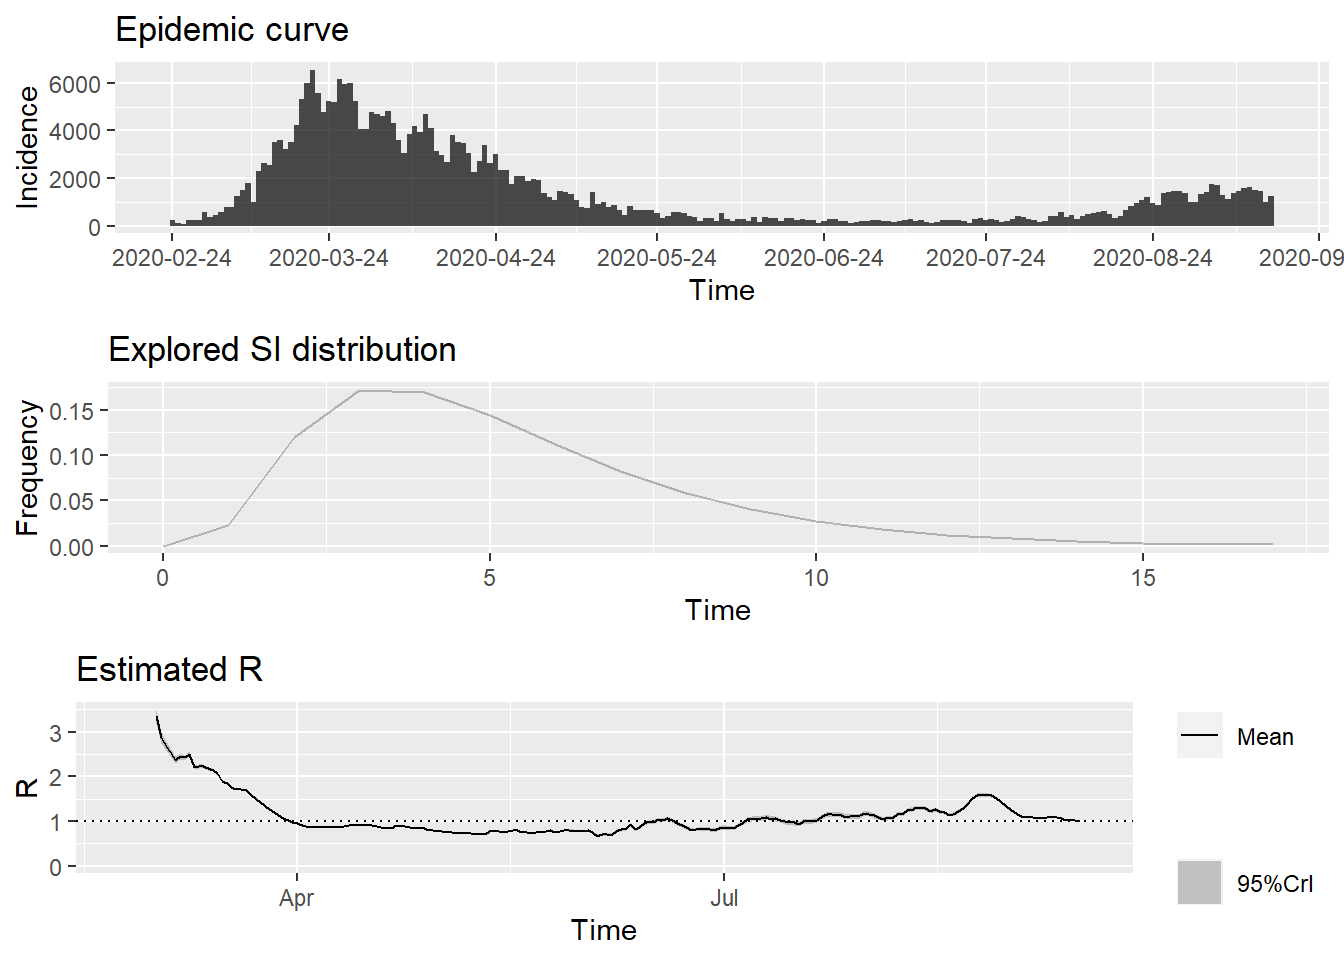 Epidemic curve
6000
4000
2000
0
Incidence
2020-02-24 2020-03-24 2020-04-24 2020-05-24 2020-06-24 2020-07-24 2020-08-24 2020-09
Time
Explored SI distribution
0.15
0.10
0.05
0.00
Frequency
0 5 10 15
Time
Estimated R
3
2
1
0
R
Apr Jul
Time
Mean
95%CrI